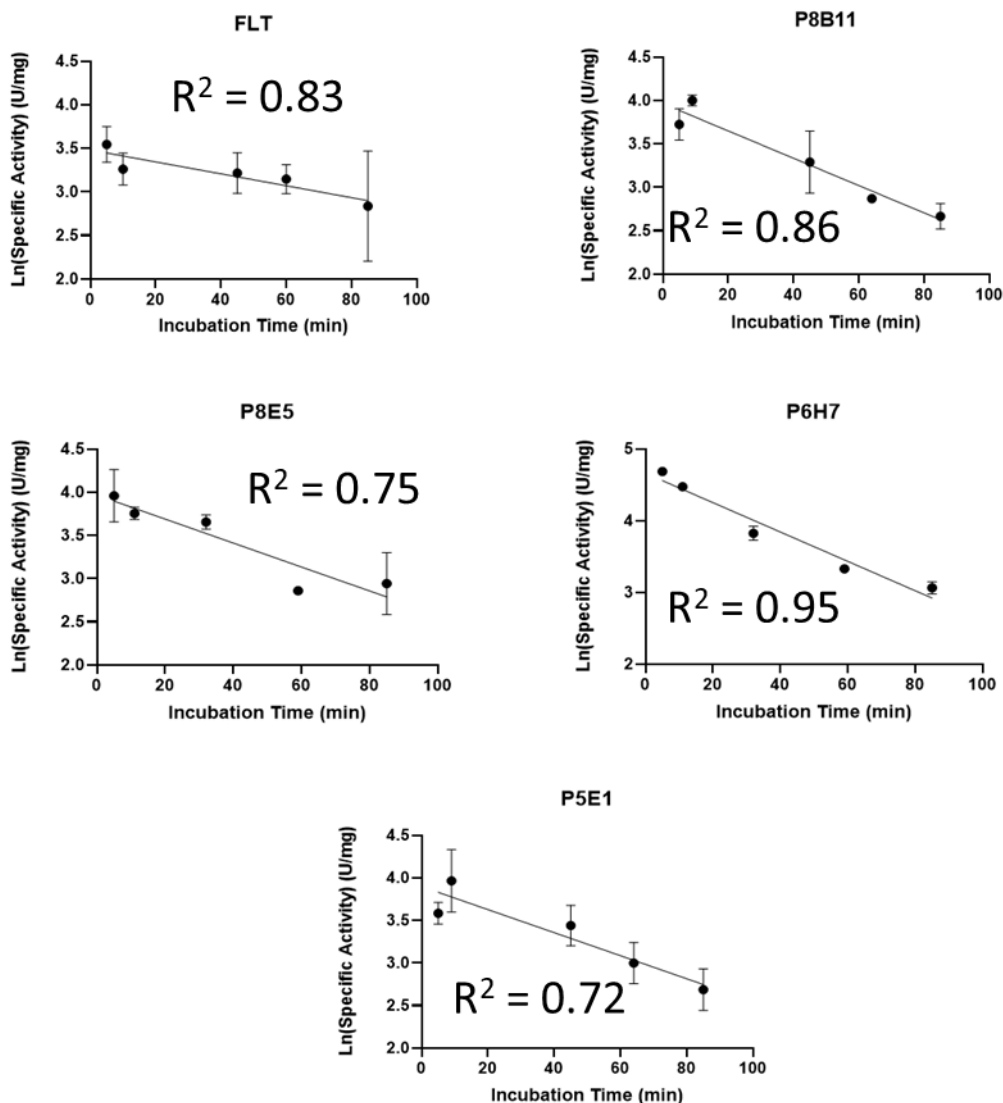 FLT
Ln(Specific Activity) (U/mg)
4.5
4.0
3.5
3.0
2.5
2.0
R² = 0.83
0 20 40 60 80 100
Incubation Time (min)
P8B11
Ln(Specific Activity) (U/mg)
4.5
4.0
3.5
3.0
2.5
2.0
R² = 0.86
0 20 40 60 80 100
Incubation Time (min)
P8E5
Ln(Specific Activity) (U/mg)
4.5
4.0
3.5
3.0
2.5
2.0
R² = 0.75
0 20 40 60 80 100
Incubation Time (min)
P6H7
Ln(Specific Activity) (U/mg)
5
4
3
2
R² = 0.95
0 20 40 60 80 100
Incubation Time (min)
P5E1
Ln(Specific Activity) (U/mg)
4.5
4.0
3.5
3.0
2.5
2.0
R² = 0.72
0 20 40 60 80 100
Incubation Time (min)